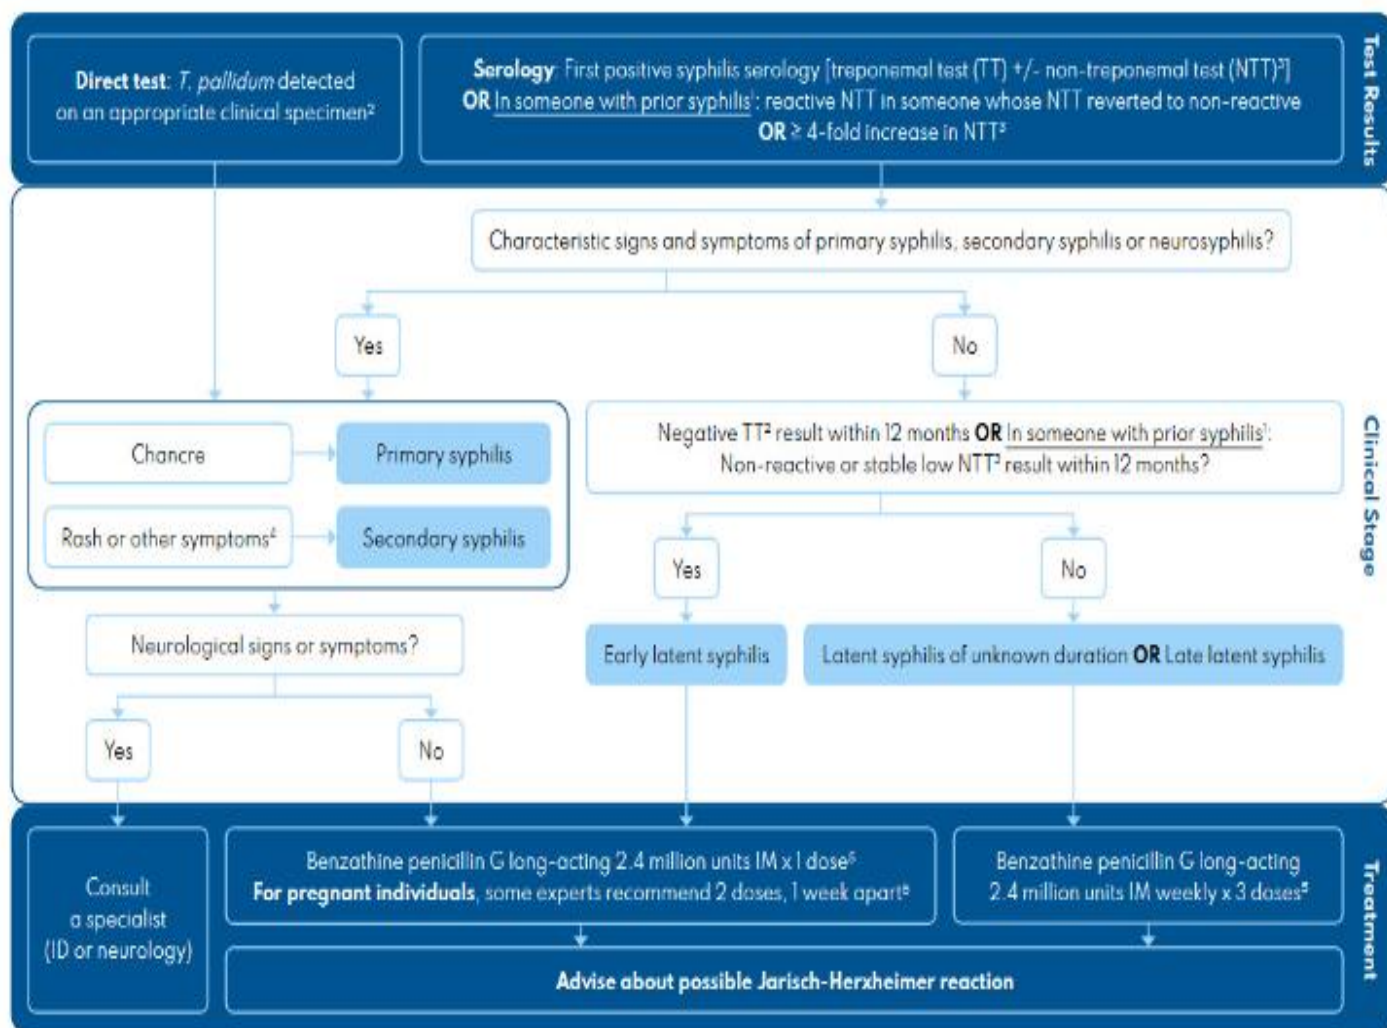 Test Results
Direct test: T. pallidum detected
on an appropriate clinical specimen²
Serology: First positive syphilis serology [treponemal test (TT) +/- non-treponemal test (NTT)³]
OR In someone with prior syphilis¹: reactive NTT in someone whose NTT reverted to non-reactive
OR ≥ 4-fold increase in NTT³
Clinical Stage
Characteristic signs and symptoms of primary syphilis, secondary syphilis or neurosyphilis?
Yes
No
Chancre
Primary syphilis
Rash or other symptoms⁴
Secondary syphilis
Negative TT² result within 12 months OR In someone with prior syphilis¹:
Non-reactive or stable low NTT³ result within 12 months?
Yes
No
Neurological signs or symptoms?
Early latent syphilis
Latent syphilis of unknown duration OR Late latent syphilis
Yes
No
Treatment
Consult
a specialist
(ID or neurology)
Benzathine penicillin G long-acting 2.4 million units IM x 1 dose⁵
For pregnant individuals, some experts recommend 2 doses, 1 week apart⁶
Benzathine penicillin G long-acting
2.4 million units IM weekly x 3 doses⁵
Advise about possible Jarisch-Herxheimer reaction